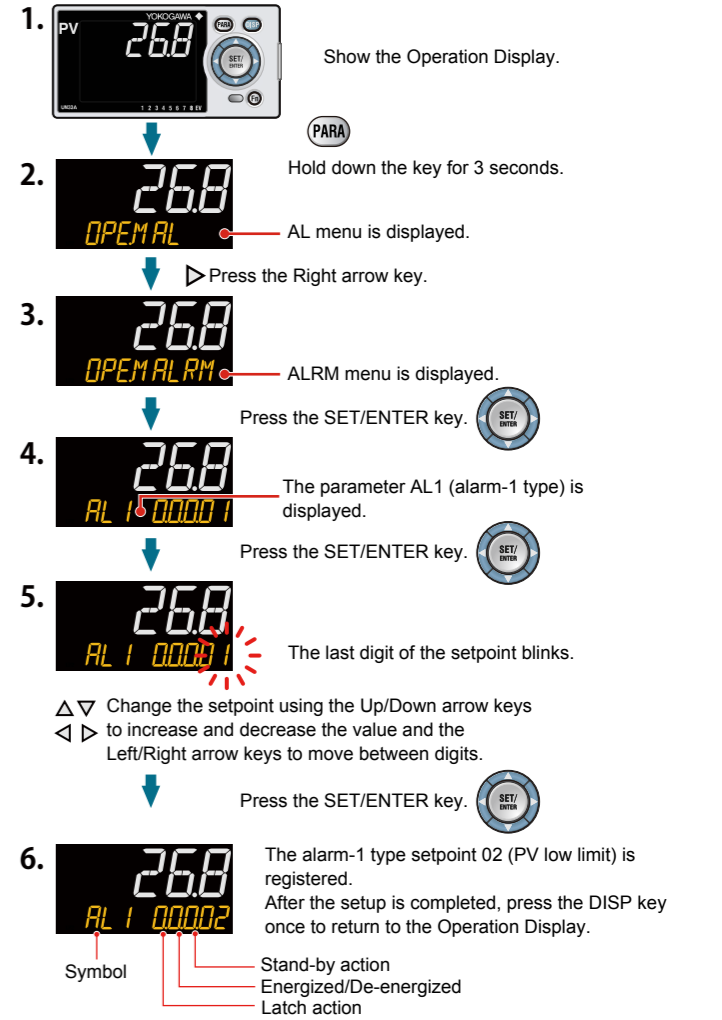 1.
YOKOGAWA
PV
26.8
PARA
DISP
SET/
ENTER
UM33A
1 2 3 4 5 6 7 8 EV
Fn
Show the Operation Display.
PARA
Hold down the key for 3 seconds.
2.
26.8
OPE.M AL
AL menu is displayed.
Press the Right arrow key.
3.
26.8
OPE.M ALRM
ALRM menu is displayed.
Press the SET/ENTER key.
SET/
ENTER
4.
26.8
AL 1 0.0.0.0 1
The parameter AL1 (alarm-1 type) is
displayed.
Press the SET/ENTER key.
SET/
ENTER
5.
26.8
AL 1 0.0.0.0 1
The last digit of the setpoint blinks.
Change the setpoint using the Up/Down arrow keys
to increase and decrease the value and the
Left/Right arrow keys to move between digits.
Press the SET/ENTER key.
SET/
ENTER
6.
26.8
AL 1 0.0.0.02
The alarm-1 type setpoint 02 (PV low limit) is
registered.
After the setup is completed, press the DISP key
once to return to the Operation Display.
Symbol
Stand-by action
Energized/De-energized
Latch action